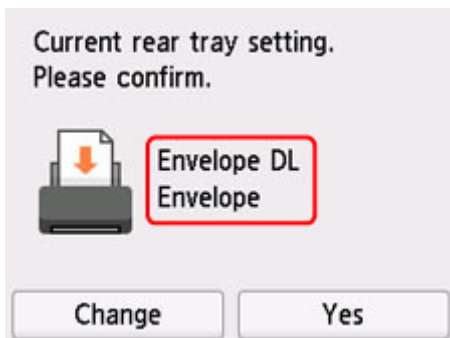 Current rear tray setting.
Please confirm.
Envelope DL
Envelope
Change
Yes